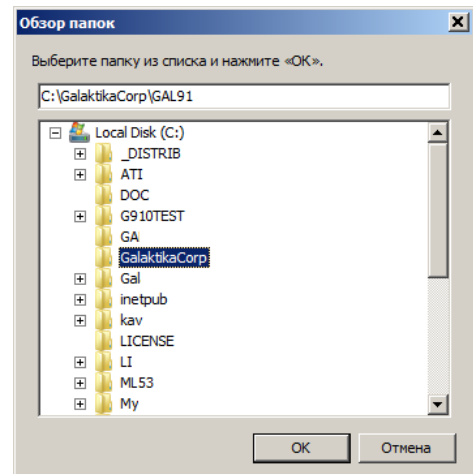 Обзор папок
Выберите папку из списка и нажмите «ОК».
C:\GalaktikaCorp\GAL91
Local Disk (C:)
_DISTRIB
ATI
DOC
G910TEST
GA
GalaktikaCorp
Gal
inetpub
kav
LICENSE
LI
ML53
My
ОК
Отмена